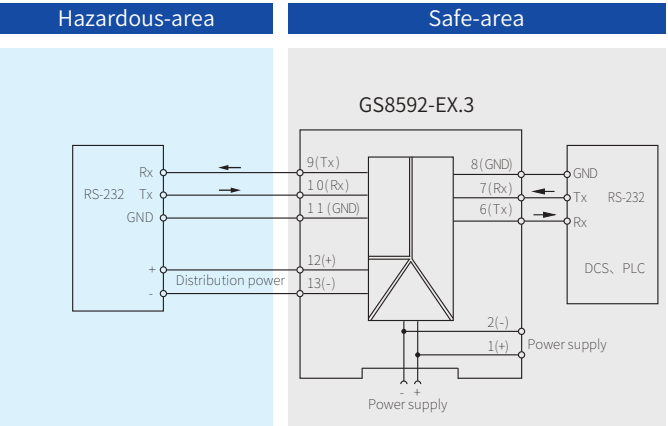 Hazardous-area
Safe-area
GS8592-EX.3
RS-232
Rx
Tx
GND
+
-
Distribution power
9(Tx)
10(Rx)
11(GND)
12(+)
13(-)
8(GND)
7(Rx)
6(Tx)
2(-)
1(+)
Power supply
- +
Power supply
GND
Tx
Rx
RS-232
DCS、PLC